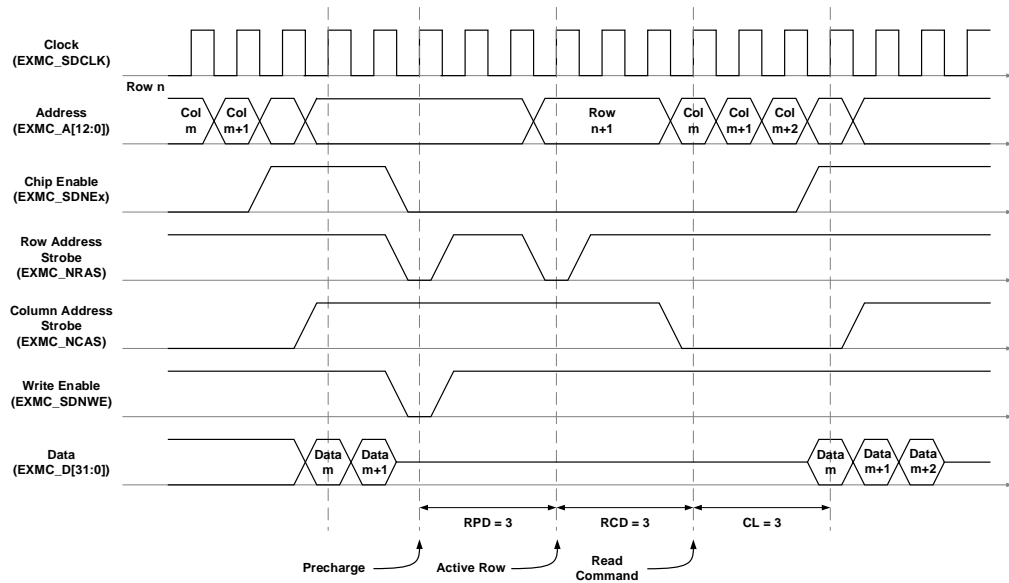 Clock
(EXMC_SDCLK)
Row n
Address
(EXMC_A[12:0])
Col
m
Col
m+1
Row
n+1
Col
m
Col
m+1
Col
m+2
Chip Enable
(EXMC_SDNEx)
Row Address
Strobe
(EXMC_NRAS)
Column Address
Strobe
(EXMC_NCAS)
Write Enable
(EXMC_SDNWE)
Data
(EXMC_D[31:0])
Data
m
Data
m+1
Data
m
Data
m+1
Data
m+2
RPD = 3
RCD = 3
CL = 3
Precharge
Active Row
Read
Command